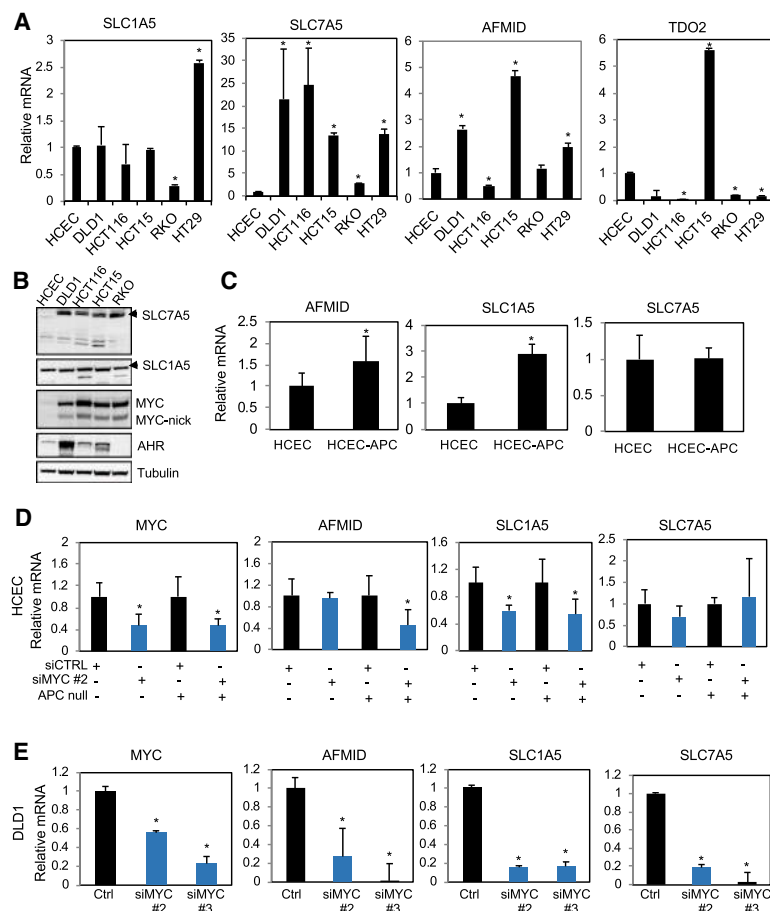 A
SLC1A5 SLC7A5 AFMID TDO2
Relative mRNA
3
2.5
2
1.5
1
0.5
0
HCEC DLD1 HCT116 HCT15 RKO HT29
* *
35
30
25
20
15
10
5
0
HCEC DLD1 HCT116 HCT15 RKO HT29
* * * * *
6
4
2
0
HCEC DLD1 HCT116 HCT15 RKO HT29
* * * *
6
5
4
3
2
1
0
HCEC DLD1 HCT116 HCT15 RKO HT29
* * * *
B
HCEC DLD1 HCT116 HCT15 RKO
SLC7A5
SLC1A5
MYC
MYC-nick
AHR
Tubulin
C
AFMID SLC1A5 SLC7A5
Relative mRNA
2.5
2
1.5
1
0.5
0
*
HCEC HCEC-APC
5
4
3
2
1
0
*
HCEC HCEC-APC
1.5
1
0.5
0
HCEC HCEC-APC
D
MYC AFMID SLC1A5 SLC7A5
HCEC
Relative mRNA
2
1.6
1.2
0.8
0.4
0
* *
2
1.6
1.2
0.8
0.4
0
*
1.8
1.4
1.0
0.6
0.2
0
* *
2.5
2
1.5
1
0.5
0
siCTRL + - + - + - + - + - + - + - + -
siMYC #2 - + - + - + - + - + - + - + - +
APC null - - + + - - + + - - + + - - + +
E
MYC AFMID SLC1A5 SLC7A5
DLD1
Relative mRNA
1.2
1
0.8
0.6
0.4
0.2
0
* *
Ctrl siMYC #2 siMYC #3
1.2
1
0.8
0.6
0.4
0.2
0
* *
Ctrl siMYC #2 siMYC #3
1.2
1
0.8
0.6
0.4
0.2
0
* *
Ctrl siMYC #2 siMYC #3
1.2
1
0.8
0.6
0.4
0.2
0
* *
Ctrl siMYC #2 siMYC #3